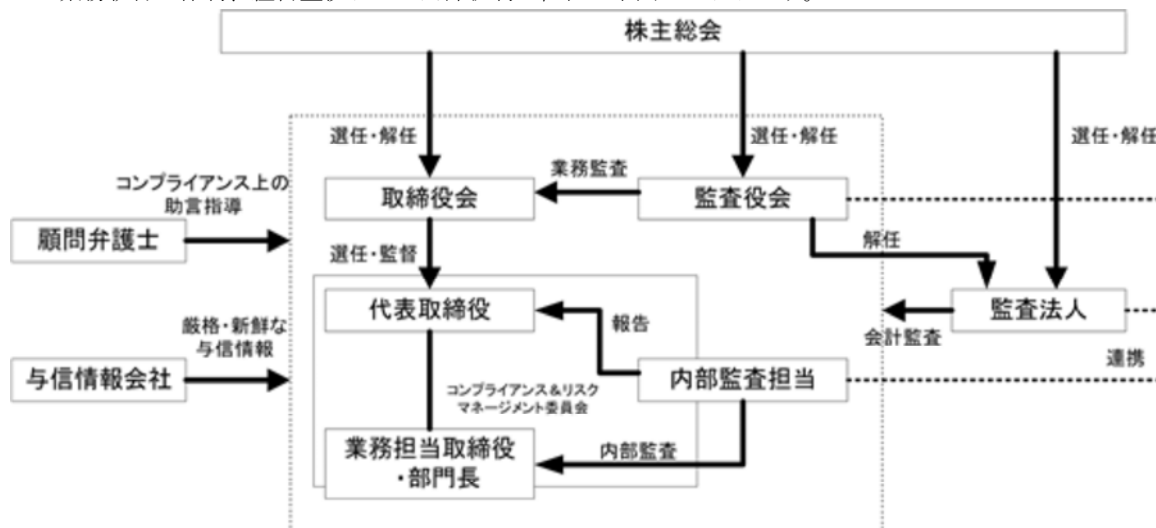 株主総会
選任・解任
選任・解任
選任・解任
業務監査
コンプライアンス上の
助言指導
取締役会
監査役会
顧問弁護士
選任・監督
解任
代表取締役
報告
監査法人
厳格・新鮮な
与信情報
会計監査
連携
与信情報会社
内部監査担当
コンプライアンス&リスク
マネージメント委員会
業務担当取締役
・部門長
内部監査